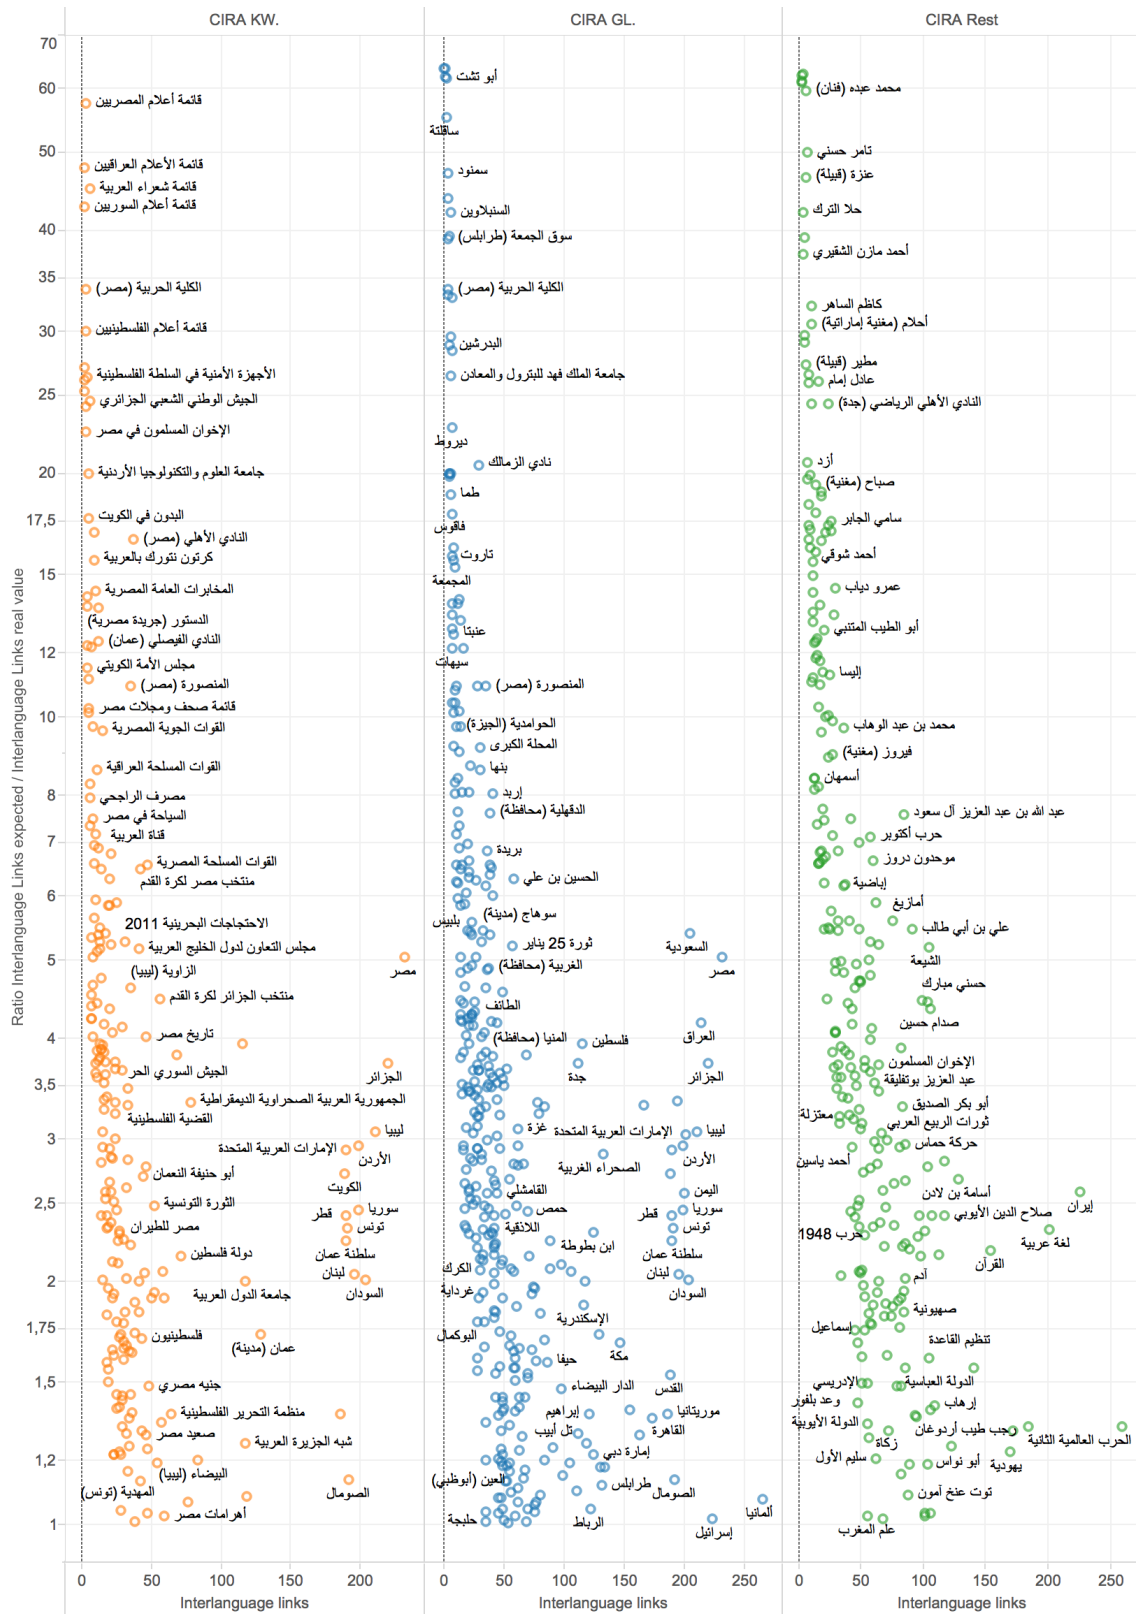 CIRA KW.
CIRA GL.
CIRA Rest
Ratio Interlanguage Links expected / Interlanguage Links real value
70
60
50
40
35
30
25
20
17,5
15
12
10
8
7
6
5
4
3,5
3
2,5
2
1,75
1,5
1,2
1
قائمة أعلام المصريين
قائمة الأعلام العراقيين
قائمة شعراء العربية
قائمة أعلام السوريين
الكلية الحربية (مصر)
قائمة أعلام الفلسطينيين
الأجهزة الأمنية في السلطة الفلسطينية
الجيش الوطني الشعبي الجزائري
الإخوان المسلمون في مصر
جامعة العلوم والتكنولوجيا الأردنية
البدون في الكويت
النادي الأهلي (مصر)
كرتون نتورك بالعربية
المخابرات العامة المصرية
الدستور (جريدة مصرية)
النادي الفيصلي (عمان)
مجلس الأمة الكويتي
المنصورة (مصر)
قائمة صحف ومجلات مصر
القوات الجوية المصرية
القوات المسلحة العراقية
مصرف الراجحي
السياحة في مصر
قناة العربية
القوات المسلحة المصرية
منتخب مصر لكرة القدم
الاحتجاجات البحرينية 2011
مجلس التعاون لدول الخليج العربية
مصر
الزاوية (ليبيا)
منتخب الجزائر لكرة القدم
تاريخ مصر
الجيش السوري الحر
الجزائر
الجمهورية العربية الصحراوية الديمقراطية
القضية الفلسطينية
ليبيا
الإمارات العربية المتحدة
الأردن
أبو حنيفة النعمان
الكويت
الثورة التونسية
سوريا
قطر
مصر للطيران
تونس
دولة فلسطين
سلطنة عمان
لبنان
جامعة الدول العربية
السودان
فلسطينيون
عمان (مدينة)
جنيه مصري
منظمة التحرير الفلسطينية
صعيد مصر
شبه الجزيرة العربية
البيضاء (ليبيا)
المهدية (تونس)
الصومال
أهرامات مصر
أبو تشت
ساقلتة
سمنود
السنبلاوين
سوق الجمعة (طرابلس)
الكلية الحربية (مصر)
البدرشين
جامعة الملك فهد للبترول والمعادن
ديروط
نادي الزمالك
طما
فاقوس
تاروت
المجمعة
عنبتا
سيهات
المنصورة (مصر)
الحوامدية (الجيزة)
المحلة الكبرى
بنها
إربد
الدقهلية (محافظة)
بريدة
الحسين بن علي
سوهاج (مدينة)
بلبيس
ثورة 25 يناير
السعودية
الغربية (محافظة)
مصر
الطائف
المنيا (محافظة)
العراق
فلسطين
جدة
الجزائر
غزة
الإمارات العربية المتحدة
ليبيا
الصحراء الغربية
الأردن
القامشلي
اليمن
حمص
قطر
سوريا
اللاذقية
تونس
ابن بطوطة
سلطنة عمان
الكرك
لبنان
غرداية
السودان
الإسكندرية
البوكمال
مكة
حيفا
القدس
الدار البيضاء
إبراهيم
موريتانيا
تل أبيب
القاهرة
إمارة دبي
العين (أبوظبي)
طرابلس
الصومال
ألمانيا
حلبجة
الرباط
إسرائيل
محمد عبده (فنان)
تامر حسني
عنزة (قبيلة)
حلا الترك
أحمد مازن الشقيري
كاظم الساهر
أحلام (مغنية إماراتية)
مطير (قبيلة)
عادل إمام
النادي الأهلي الرياضي (جدة)
أزد
صباح (مغنية)
سامي الجابر
أحمد شوقي
عمرو دياب
أبو الطيب المتنبي
إليسا
محمد بن عبد الوهاب
فيروز (مغنية)
أسمهان
عبد الله بن عبد العزيز آل سعود
حرب أكتوبر
موحدون دروز
إباضية
أمازيغ
علي بن أبي طالب
الشيعة
حسني مبارك
صدام حسين
الإخوان المسلمون
عبد العزيز بوتفليقة
أبو بكر الصديق
معتزلة
ثورات الربيع العربي
حركة حماس
أحمد ياسين
أسامة بن لادن
إيران
صلاح الدين الأيوبي
حرب 1948
لغة عربية
القرآن
آدم
صهيونية
إسماعيل
تنظيم القاعدة
الإدريسي
الدولة العباسية
وعد بلفور
إرهاب
الدولة الأيوبية
رجب طيب أردوغان
الحرب العالمية الثانية
زكاة
سليم الأول
أبو نواس
يهودية
توت عنخ آمون
علم المغرب
0 50 100 150 200
0 50 100 150 200 250
0 50 100 150 200 250
Interlanguage links
Interlanguage links
Interlanguage links